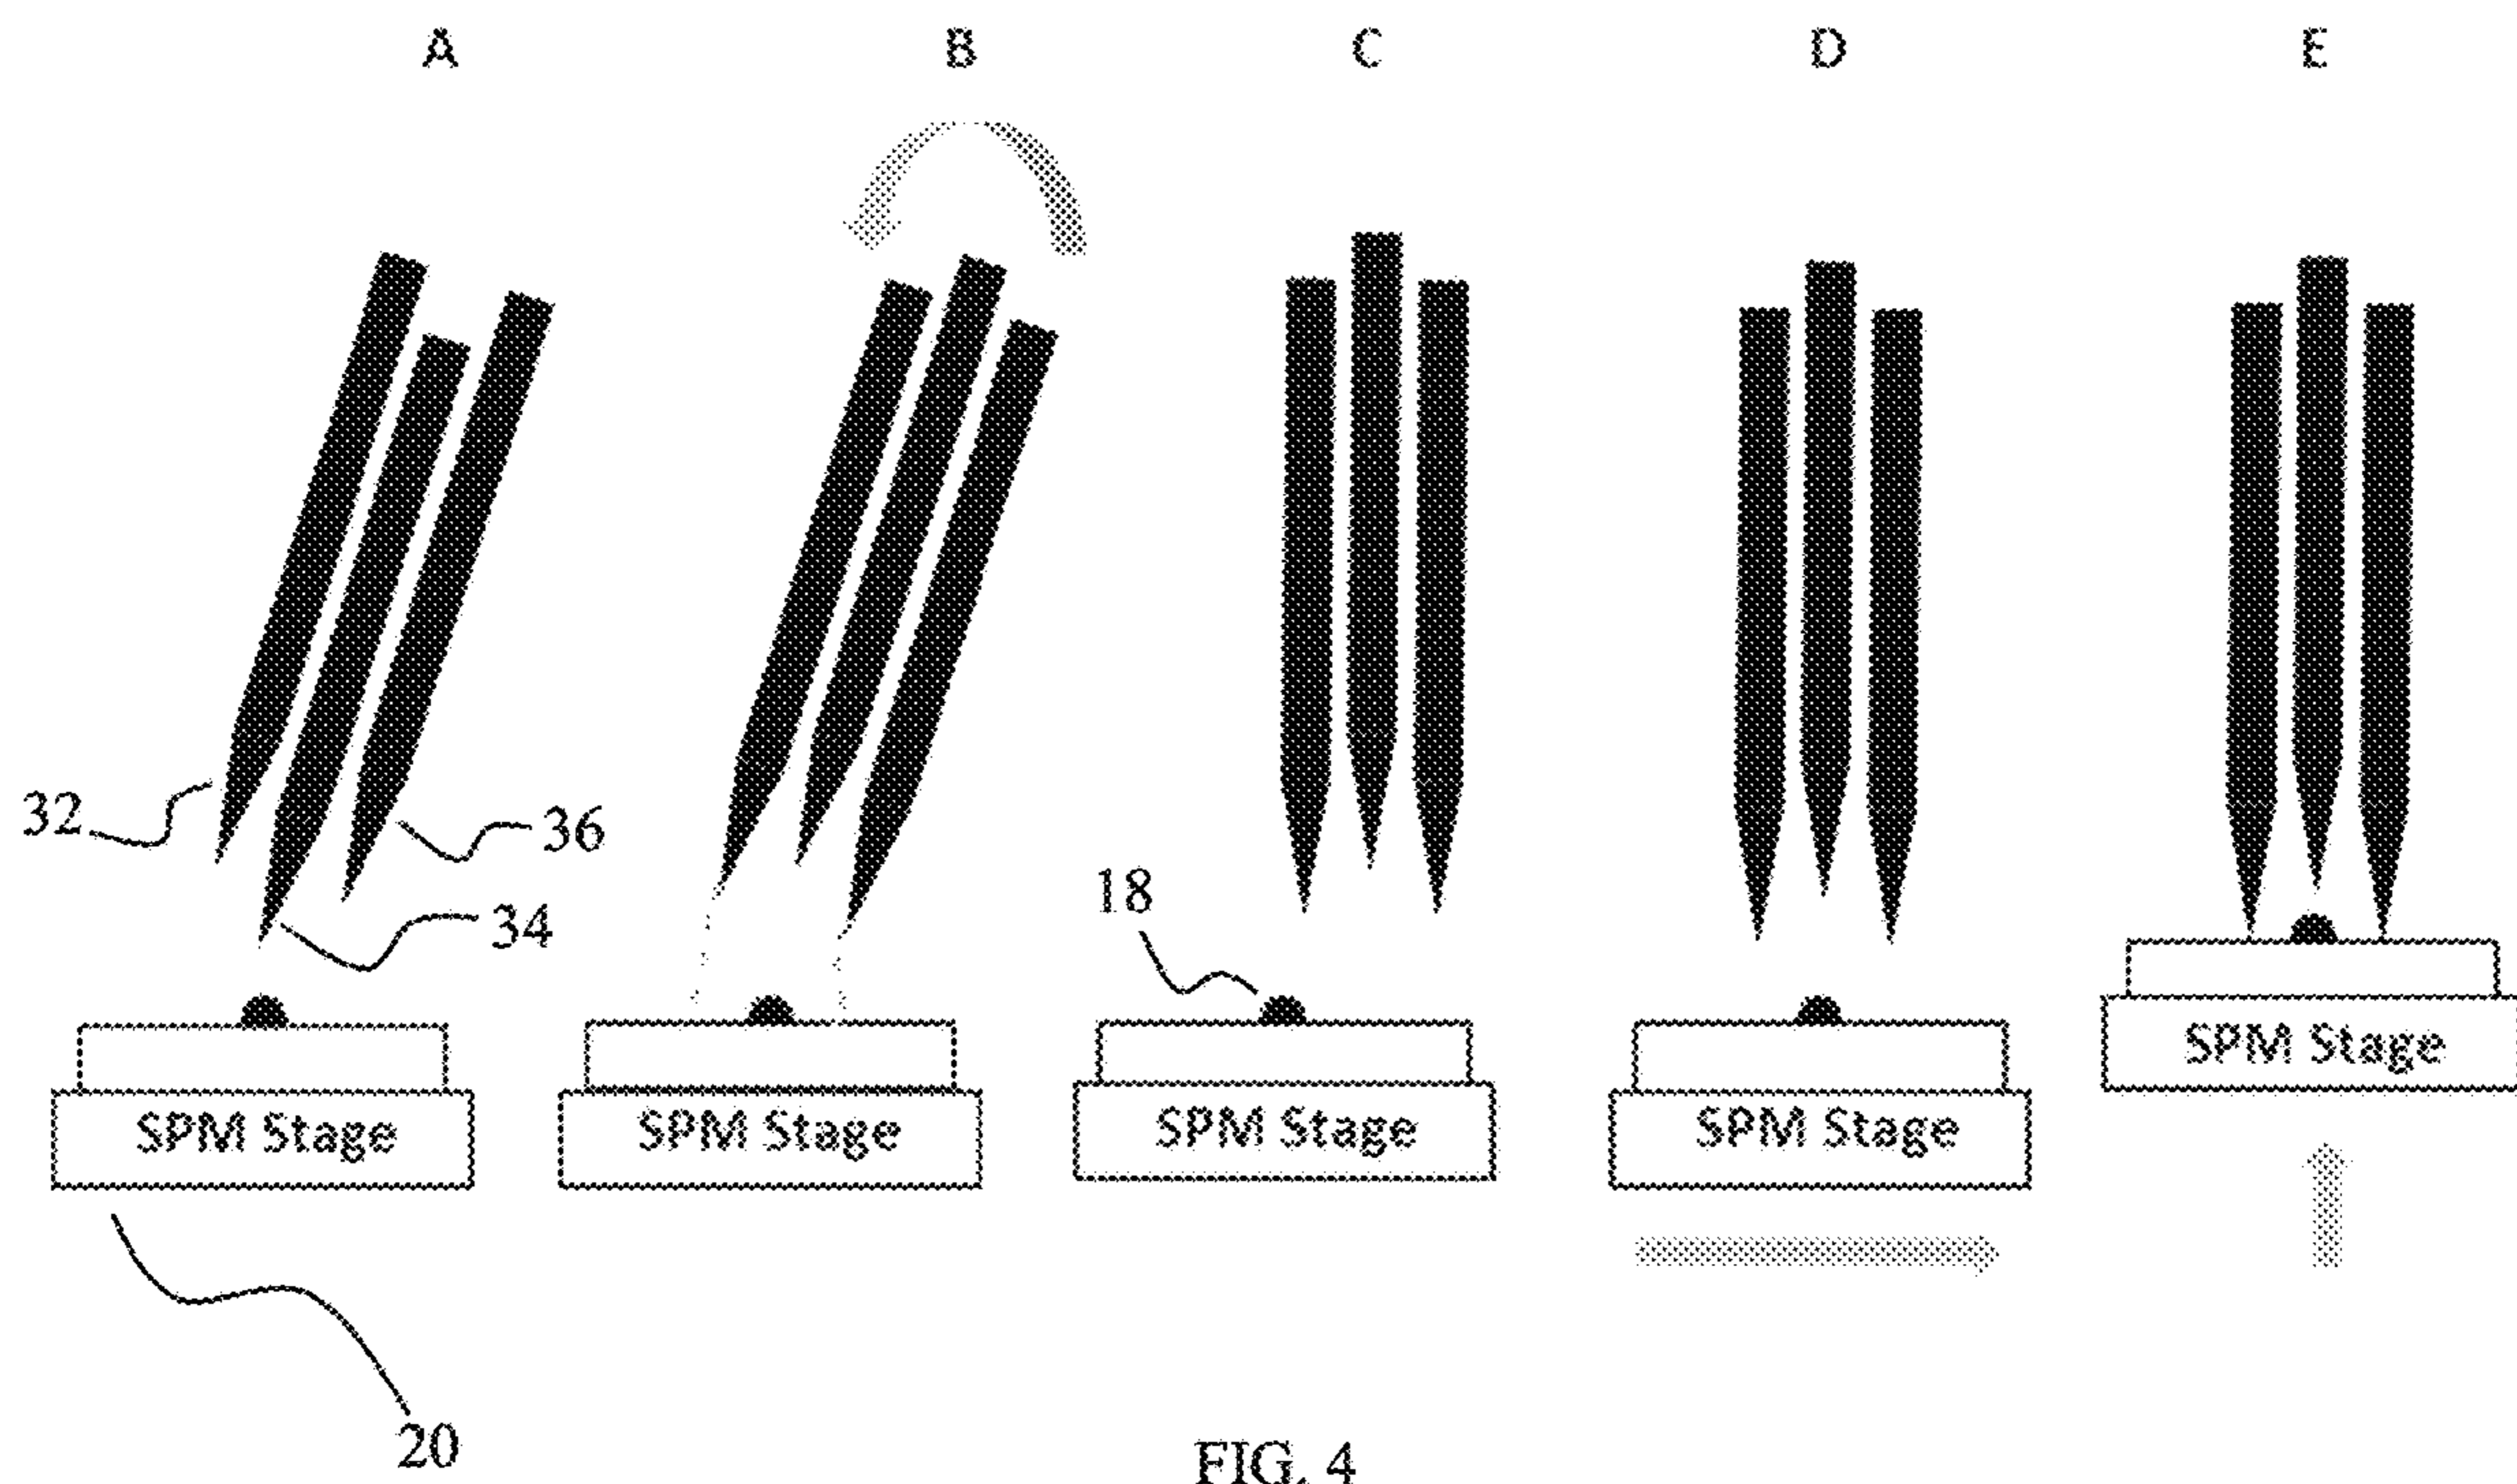 A B C D E
32
36
34
18
SPM Stage SPM Stage SPM Stage SPM Stage SPM Stage
20
FIG. 4